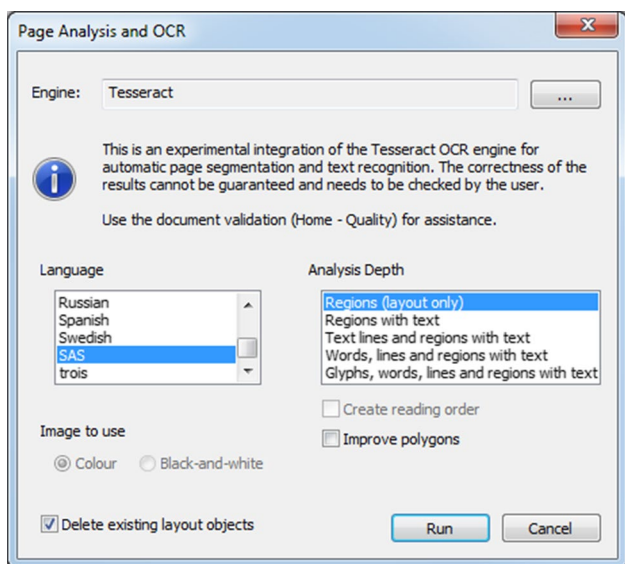 Page Analysis and OCR
Engine: Tesseract ...
This is an experimental integration of the Tesseract OCR engine for
automatic page segmentation and text recognition. The correctness of the
results cannot be guaranteed and needs to be checked by the user.
Use the document validation (Home - Quality) for assistance.
Language
Russian
Spanish
Swedish
SAS
trois
Analysis Depth
Regions (layout only)
Regions with text
Text lines and regions with text
Words, lines and regions with text
Glyphs, words, lines and regions with text
Create reading order
Improve polygons
Image to use
Colour Black-and-white
Delete existing layout objects
Run Cancel